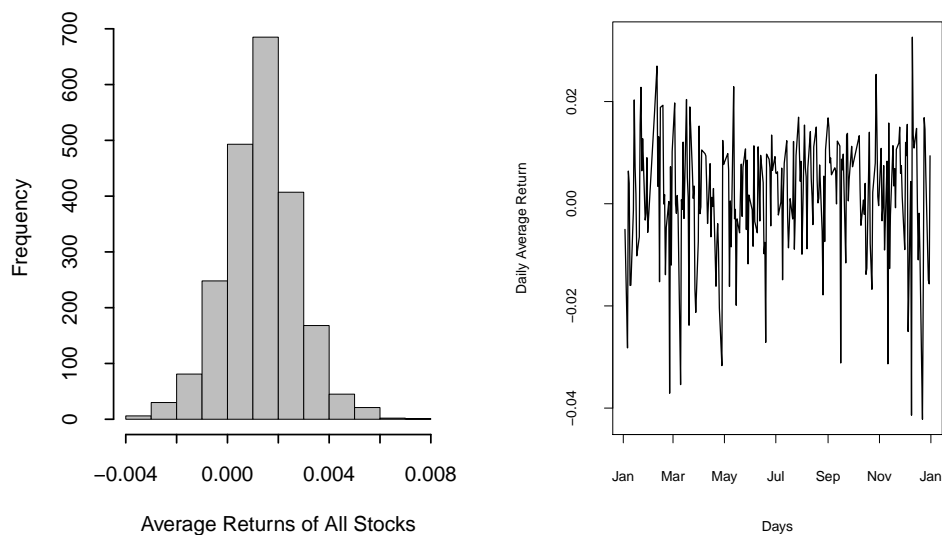 Frequency
700
600
500
400
300
200
100
0
−0.004 0.000 0.004 0.008
Average Returns of All Stocks
Daily Average Return
0.02
0.00
−0.02
−0.04
Jan Mar May Jul Sep Nov Jan
Days